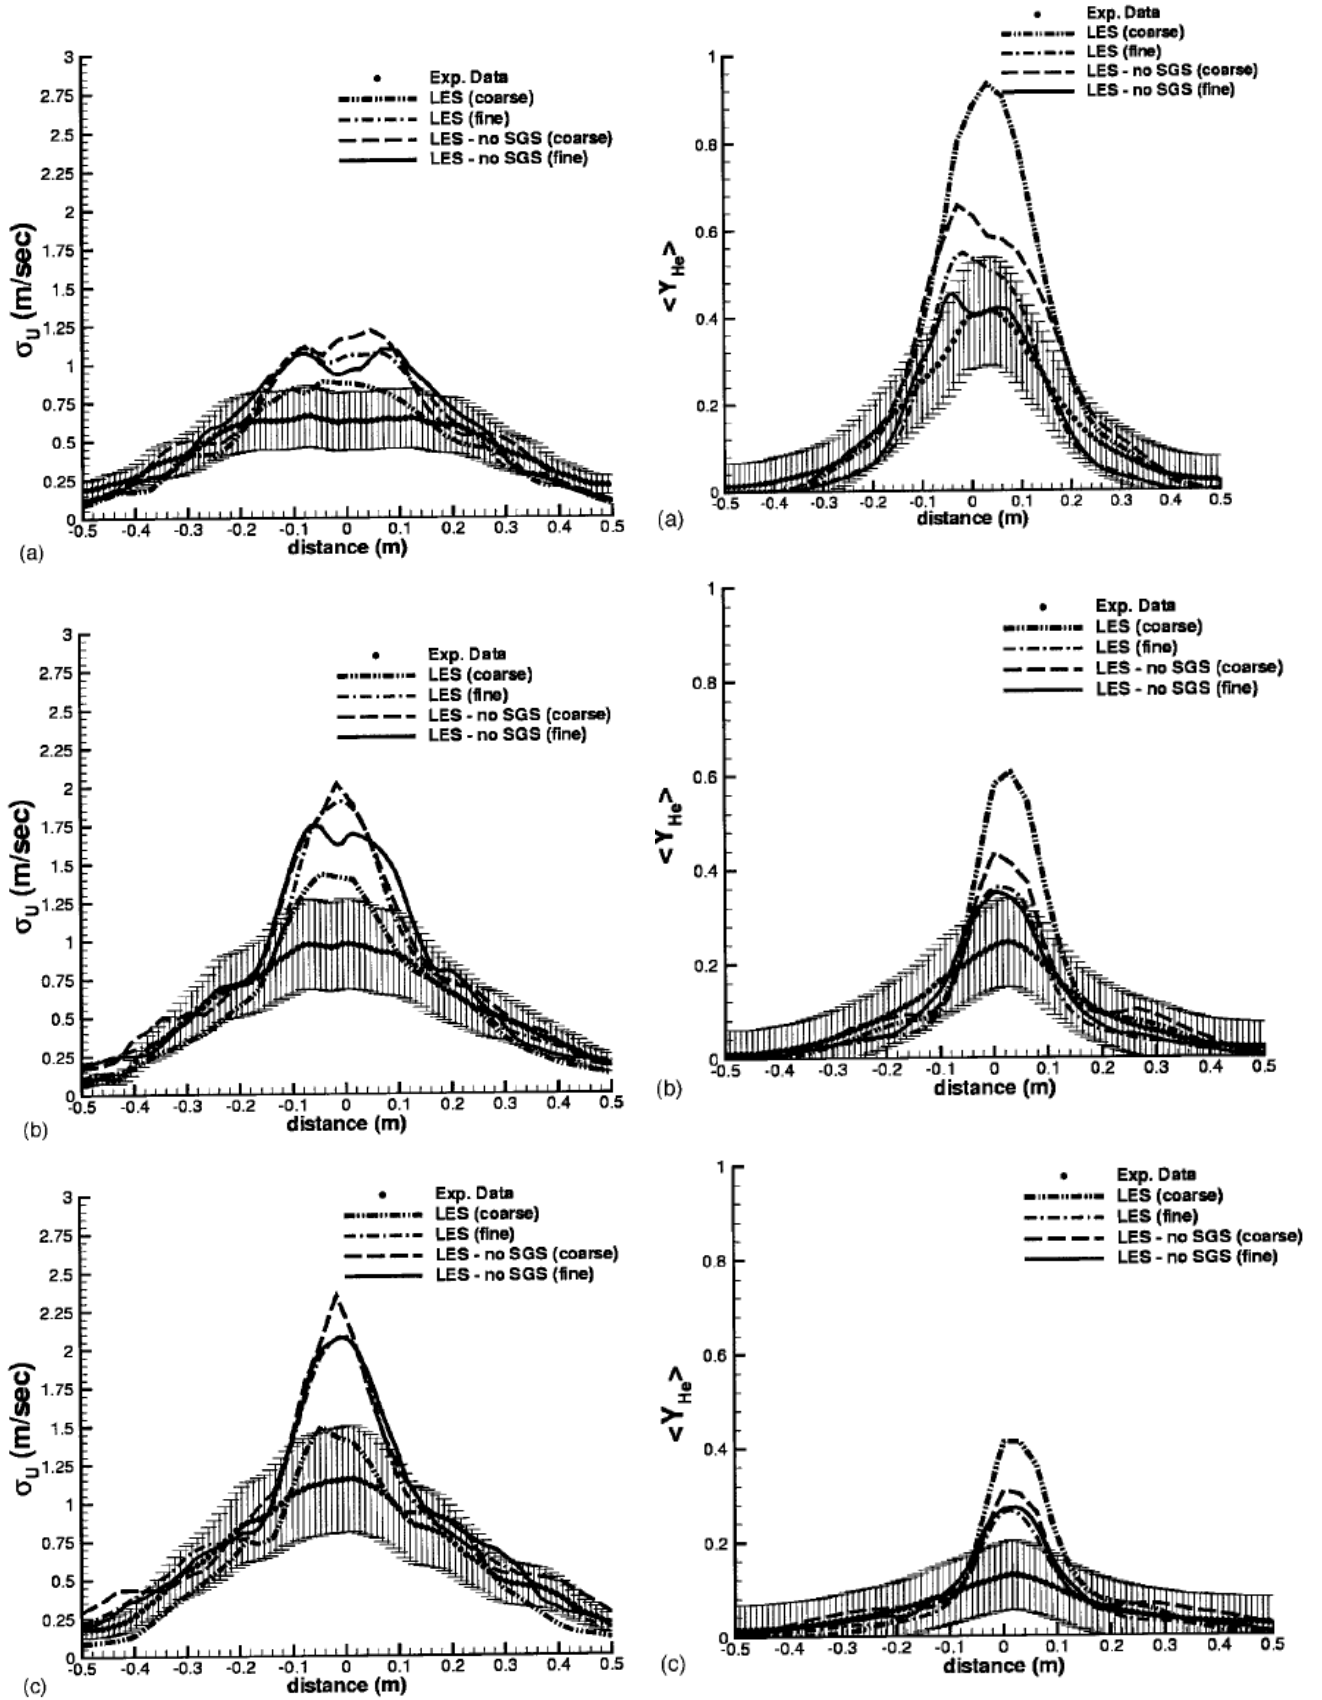 Exp. Data
LES (coarse)
LES (fine)
LES - no SGS (coarse)
LES - no SGS (fine)
3
2.75
2.5
2.25
2
1.75
1.5
1.25
1
0.75
0.5
0.25
0
σU (m/sec)
-0.5 -0.4 -0.3 -0.2 -0.1 0 0.1 0.2 0.3 0.4 0.5
distance (m)
(a)
Exp. Data
LES (coarse)
LES (fine)
LES - no SGS (coarse)
LES - no SGS (fine)
1
0.8
0.6
0.4
0.2
0
<YHe>
-0.5 -0.4 -0.3 -0.2 -0.1 0 0.1 0.2 0.3 0.4 0.5
distance (m)
(a)
Exp. Data
LES (coarse)
LES (fine)
LES - no SGS (coarse)
LES - no SGS (fine)
3
2.75
2.5
2.25
2
1.75
1.5
1.25
1
0.75
0.5
0.25
0
σU (m/sec)
-0.5 -0.4 -0.3 -0.2 -0.1 0 0.1 0.2 0.3 0.4 0.5
distance (m)
(b)
Exp. Data
LES (coarse)
LES (fine)
LES - no SGS (coarse)
LES - no SGS (fine)
1
0.8
0.6
0.4
0.2
0
<YHe>
-0.5 -0.4 -0.3 -0.2 -0.1 0 0.1 0.2 0.3 0.4 0.5
distance (m)
(b)
Exp. Data
LES (coarse)
LES (fine)
LES - no SGS (coarse)
LES - no SGS (fine)
3
2.75
2.5
2.25
2
1.75
1.5
1.25
1
0.75
0.5
0.25
0
σU (m/sec)
-0.5 -0.4 -0.3 -0.2 -0.1 0 0.1 0.2 0.3 0.4 0.5
distance (m)
(c)
Exp. Data
LES (coarse)
LES (fine)
LES - no SGS (coarse)
LES - no SGS (fine)
1
0.8
0.6
0.4
0.2
0
<YHe>
-0.5 -0.4 -0.3 -0.2 -0.1 0 0.1 0.2 0.3 0.4 0.5
distance (m)
(c)